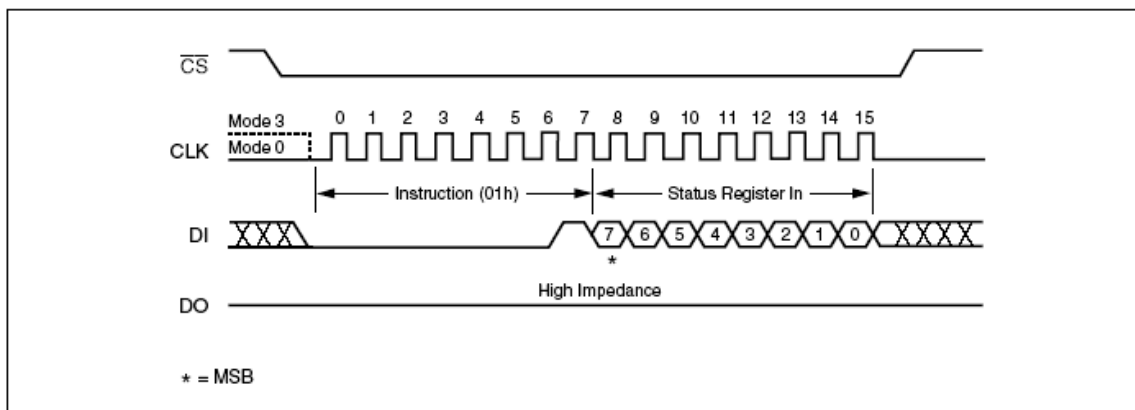 CS
Mode 3
0 1 2 3 4 5 6 7 8 9 10 11 12 13 14 15
CLK
Mode 0
Instruction (01h)
Status Register In
DI
7 6 5 4 3 2 1 0
*
High Impedance
DO
* = MSB